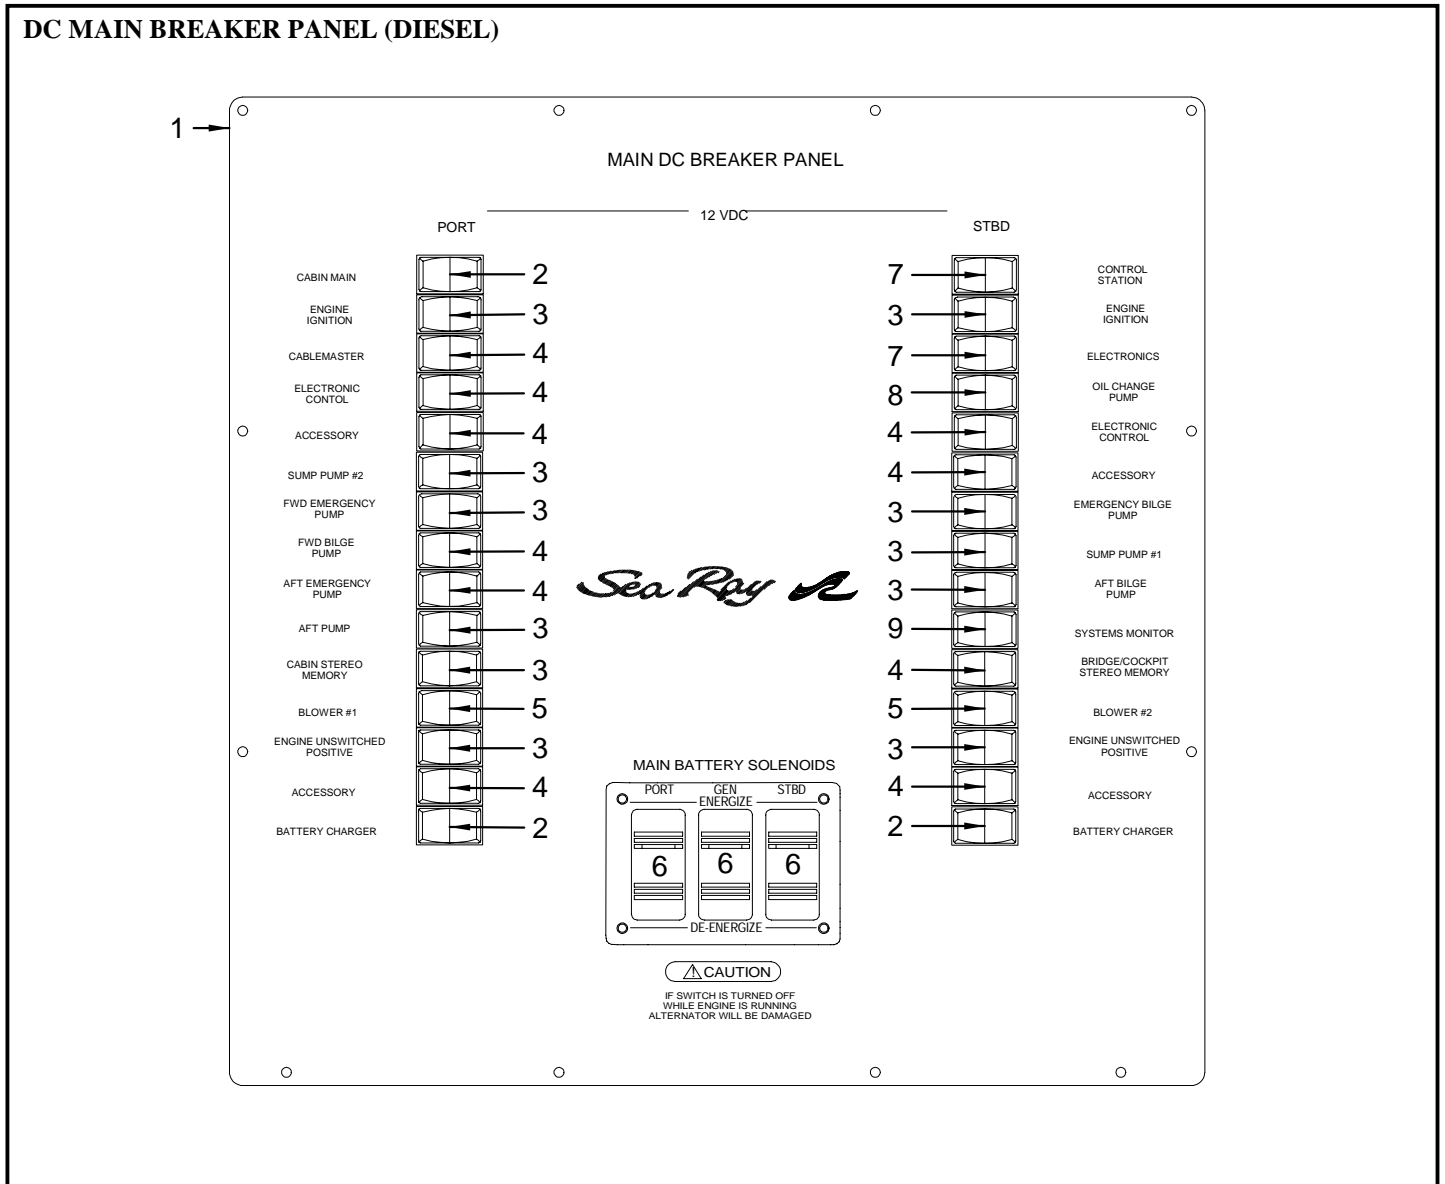 DC MAIN BREAKER PANEL (DIESEL)
1
MAIN DC BREAKER PANEL
12 VDC
PORT
STBD
CABIN MAIN
2
7
CONTROL
STATION
ENGINE
IGNITION
3
3
ENGINE
IGNITION
CABLEMASTER
4
7
ELECTRONICS
ELECTRONIC
CONTOL
4
8
OIL CHANGE
PUMP
ACCESSORY
4
4
ELECTRONIC
CONTROL
SUMP PUMP #2
3
4
ACCESSORY
FWD EMERGENCY
PUMP
3
3
EMERGENCY BILGE
PUMP
FWD BILGE
PUMP
4
3
SUMP PUMP #1
AFT EMERGENCY
PUMP
4
3
AFT BILGE
PUMP
Sea Ray
AFT PUMP
3
9
SYSTEMS MONITOR
CABIN STEREO
MEMORY
3
4
BRIDGE/COCKPIT
STEREO MEMORY
BLOWER #1
5
5
BLOWER #2
ENGINE UNSWITCHED
POSITIVE
3
3
ENGINE UNSWITCHED
POSITIVE
ACCESSORY
4
4
ACCESSORY
BATTERY CHARGER
2
2
BATTERY CHARGER
MAIN BATTERY SOLENOIDS
PORT GEN STBD
ENERGIZE
6 6 6
DE-ENERGIZE
CAUTION
IF SWITCH IS TURNED OFF
WHILE ENGINE IS RUNNING
ALTERNATOR WILL BE DAMAGED